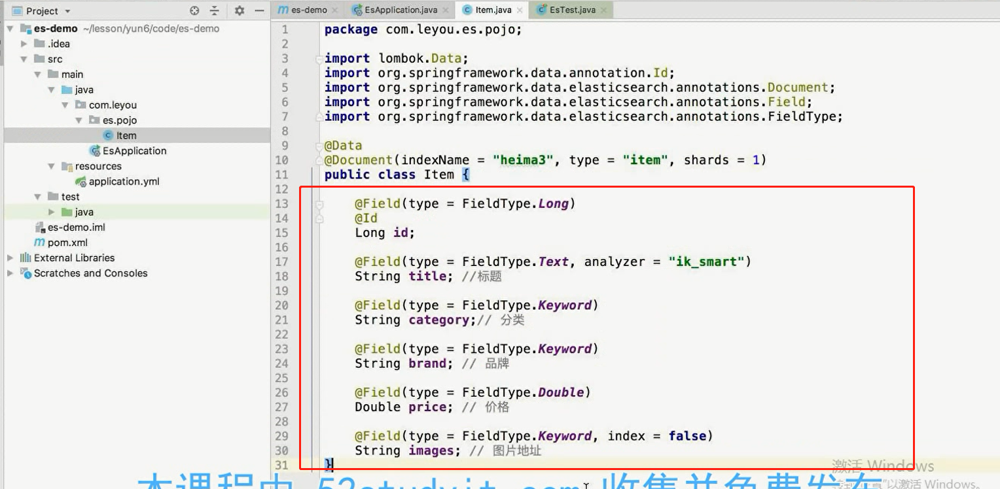 Project
es-demo ~/lesson/yun6/code/es-demo
.idea
src
main
java
com.leyou
es.pojo
Item
EsApplication
resources
application.yml
test
java
es-demo.iml
pom.xml
External Libraries
Scratches and Consoles
es-demo EsApplication.java Item.java EsTest.java
1 package com.leyou.es.pojo;
2
3 import lombok.Data;
4 import org.springframework.data.annotation.Id;
5 import org.springframework.data.elasticsearch.annotations.Document;
6 import org.springframework.data.elasticsearch.annotations.Field;
7 import org.springframework.data.elasticsearch.annotations.FieldType;
8
9 @Data
10 @Document(indexName = "heima3", type = "item", shards = 1)
11 public class Item {
12
13 @Field(type = FieldType.Long)
14 @Id
15 Long id;
16
17 @Field(type = FieldType.Text, analyzer = "ik_smart")
18 String title; //标题
19
20 @Field(type = FieldType.Keyword)
21 String category;// 分类
22
23 @Field(type = FieldType.Keyword)
24 String brand; // 品牌
25
26 @Field(type = FieldType.Double)
27 Double price; // 价格
28
29 @Field(type = FieldType.Keyword, index = false)
30 String images; // 图片地址
31 }
激活 Windows
以激活 Windows。
本课程由 52studyit.com 收集并免费发布